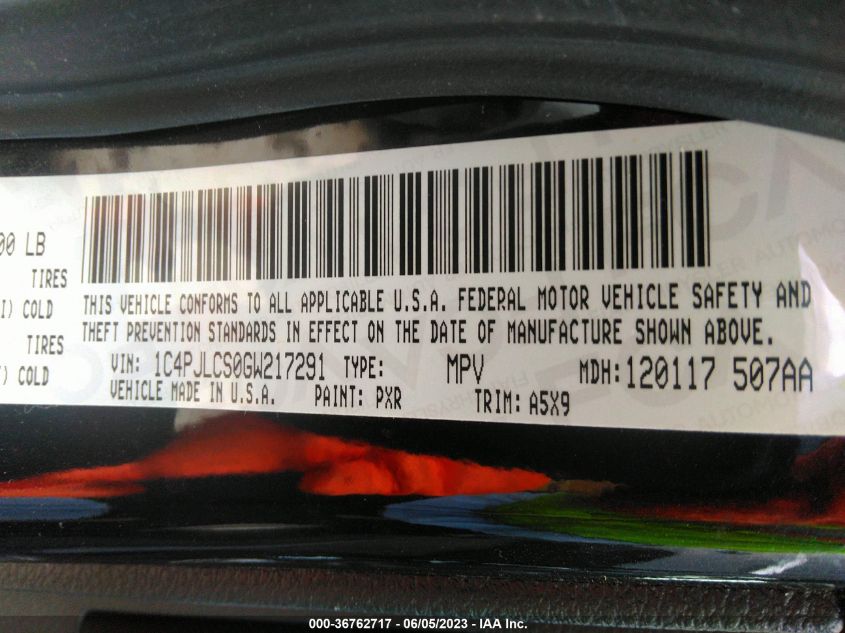 00 LB
TIRES
I) COLD
TIRES
) COLD
THIS VEHICLE CONFORMS TO ALL APPLICABLE U.S.A. FEDERAL MOTOR VEHICLE SAFETY AND
THEFT PREVENTION STANDARDS IN EFFECT ON THE DATE OF MANUFACTURE SHOWN ABOVE.
VIN: 1C4PJLCS0GW217291 TYPE: MPV MDH:120117 507AA
VEHICLE MADE IN U.S.A. PAINT: PXR TRIM: A5X9
000-36762717 - 06/05/2023 - IAA Inc.